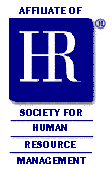 AFFILIATE OF
HR®
SOCIETY FOR
HUMAN
RESOURCE
MANAGEMENT